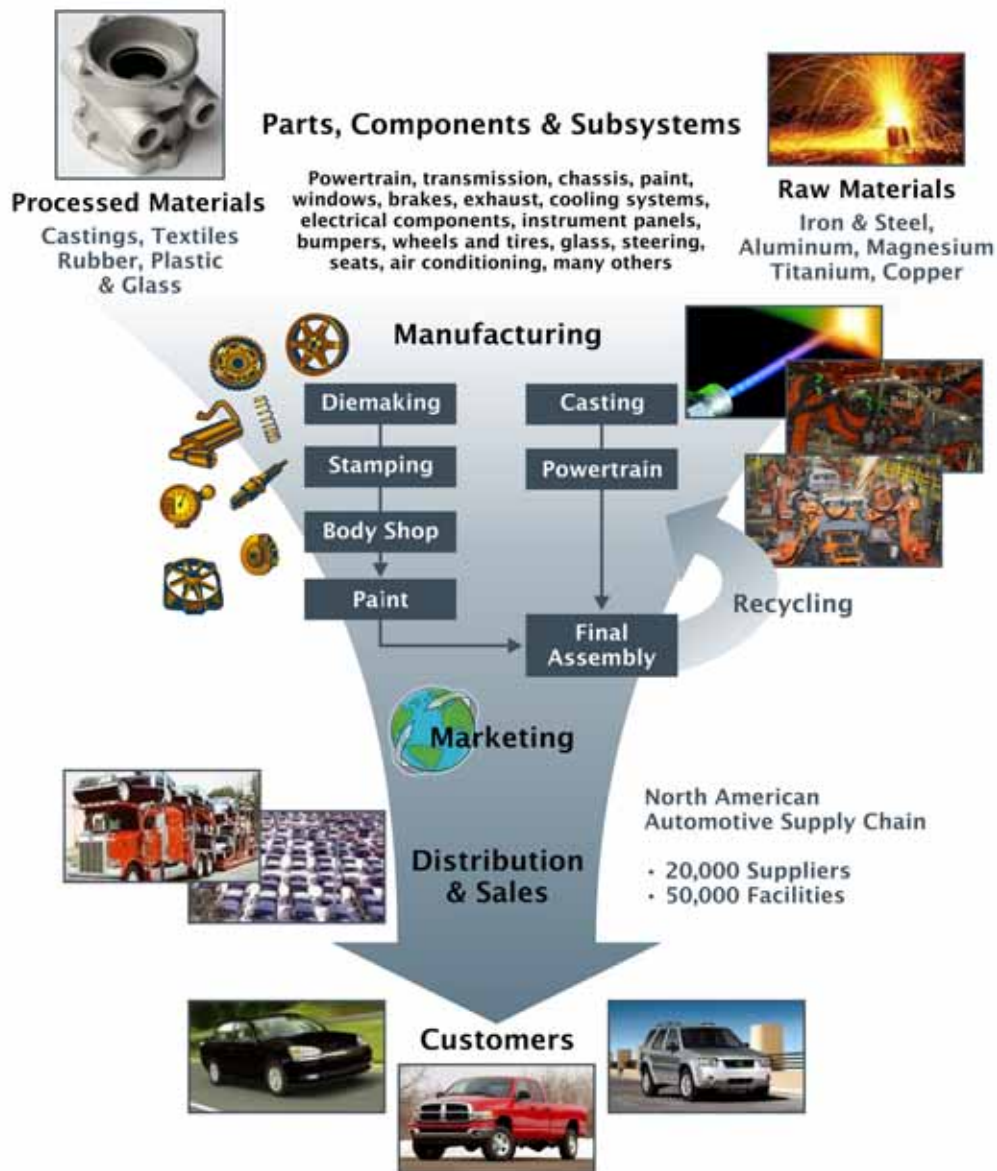 Parts, Components & Subsystems
Powertrain, transmission, chassis, paint,
windows, brakes, exhaust, cooling systems,
electrical components, instrument panels,
bumpers, wheels and tires, glass, steering,
seats, air conditioning, many others
Processed Materials
Castings, Textiles
Rubber, Plastic
& Glass
Raw Materials
Iron & Steel,
Aluminum, Magnesium
Titanium, Copper
Manufacturing
Diemaking
Stamping
Body Shop
Paint
Casting
Powertrain
Final
Assembly
Recycling
Marketing
Distribution
& Sales
North American
Automotive Supply Chain
• 20,000 Suppliers
• 50,000 Facilities
Customers